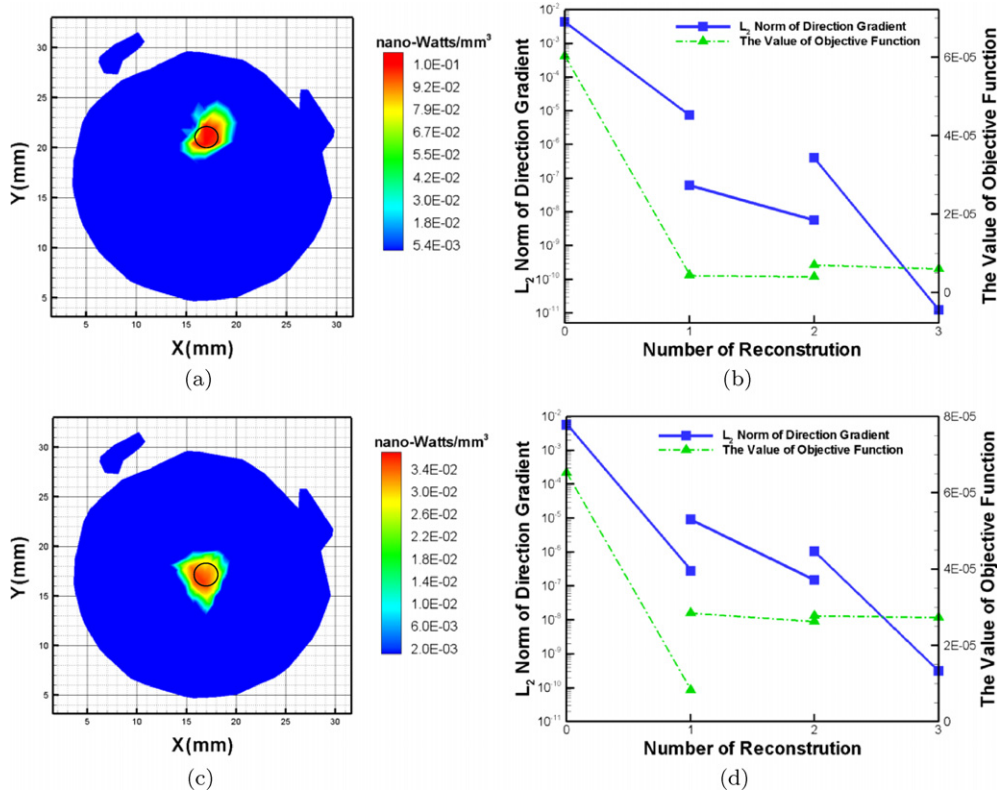 nano-Watts/mm³
1.0E-01
9.2E-02
7.9E-02
6.7E-02
5.5E-02
4.3E-02
3.0E-02
1.8E-02
5.4E-03
Y(mm)
30
25
20
15
10
5
5 10 15 20 25 30
X(mm)
(a)
L₂ Norm of Direction Gradient
The Value of Objective Function
10⁻²
10⁻³
10⁻⁴
10⁻⁵
10⁻⁶
10⁻⁷
10⁻⁸
10⁻⁹
10⁻¹⁰
10⁻¹¹
L₂ Norm of Direction Gradient
6E-05
4E-05
2E-05
0
The Value of Objective Function
0 1 2 3
Number of Reconstrution
(b)
nano-Watts/mm³
3.4E-02
3.0E-02
2.6E-02
2.2E-02
1.8E-02
1.4E-02
1.0E-02
6.0E-03
2.0E-03
Y(mm)
30
25
20
15
10
5
5 10 15 20 25 30
X(mm)
(c)
L₂ Norm of Direction Gradient
The Value of Objective Function
10⁻²
10⁻³
10⁻⁴
10⁻⁵
10⁻⁶
10⁻⁷
10⁻⁸
10⁻⁹
10⁻¹⁰
10⁻¹¹
L₂ Norm of Direction Gradient
8E-05
6E-05
4E-05
2E-05
0
The Value of Objective Function
0 1 2 3
Number of Reconstrution
(d)